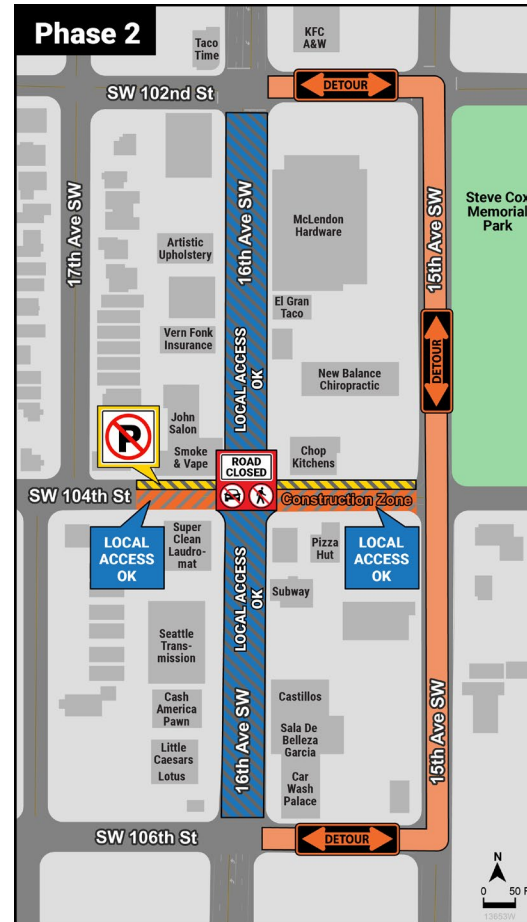 Phase 2
Taco
Time
KFC
A&W
DETOUR
SW 102nd St
17th Ave SW
16th Ave SW
15th Ave SW
Steve Cox
Memorial
Park
McLendon
Hardware
Artistic
Upholstery
El Gran
Taco
Vern Fonk
Insurance
LOCAL ACCESS
OK
DETOUR
New Balance
Chiropractic
John
Salon
P
Smoke
& Vape
ROAD
CLOSED
Chop
Kitchens
SW 104th St
Construction Zone
LOCAL
ACCESS
OK
Super
Clean
Laudro-
mat
LOCAL ACCESS
OK
Pizza
Hut
LOCAL
ACCESS
OK
Subway
Seattle
Trans-
mission
Cash
America
Pawn
16th Ave SW
Castillos
15th Ave SW
Sala De
Belleza
Garcia
Little
Caesars
Lotus
Car
Wash
Palace
SW 106th St
DETOUR
N
0 50 F
13653W